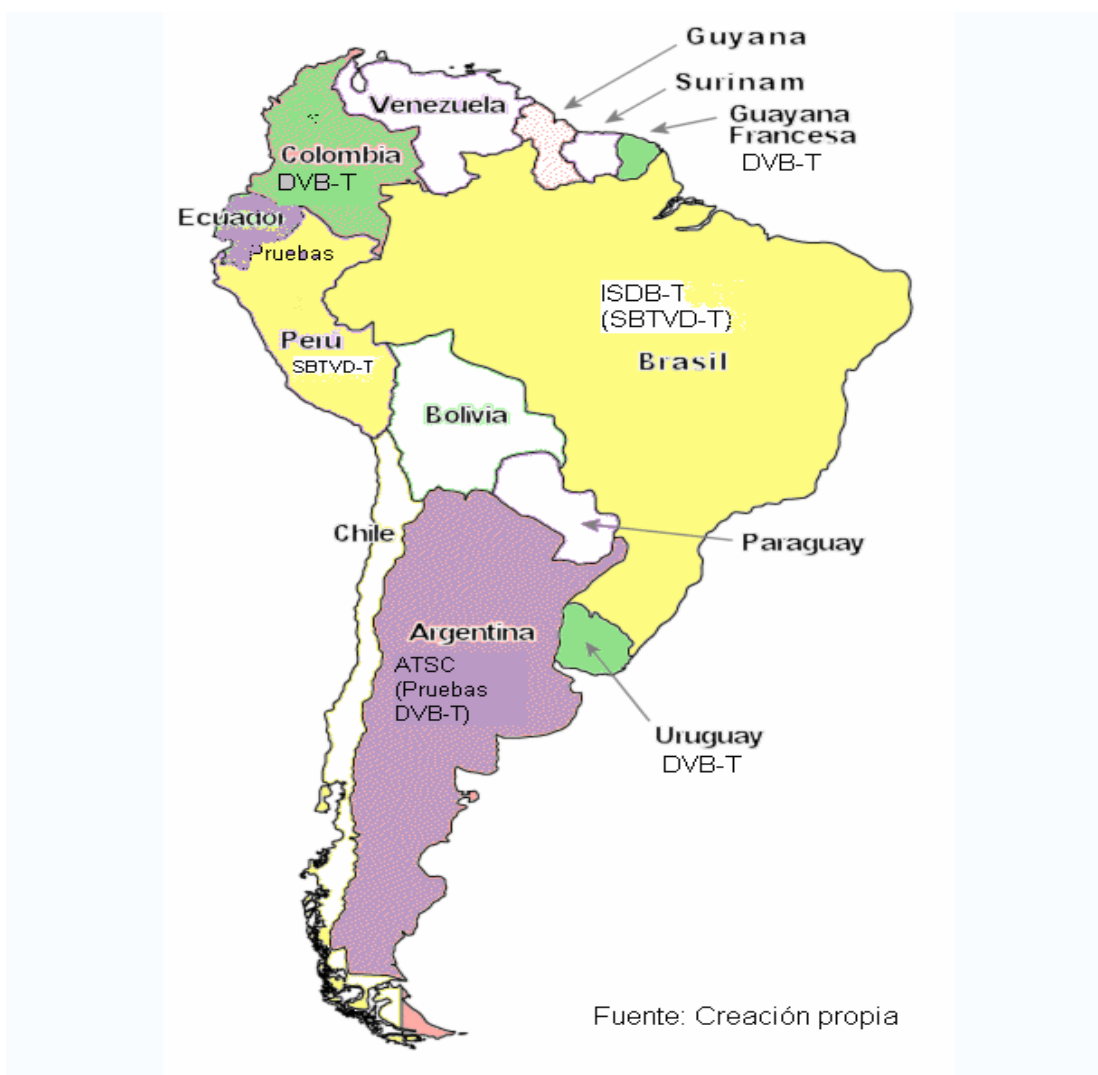 Guyana
Surinam
Guayana
Francesa
DVB-T
Venezuela
Colombia
DVB-T
Ecuador
Pruebas
ISDB-T
(SBTVD-T)
Brasil
Perú
SBTVD-T
Bolivia
Chile
Paraguay
Argentina
ATSC
(Pruebas
DVB-T)
Uruguay
DVB-T
Fuente: Creación propia